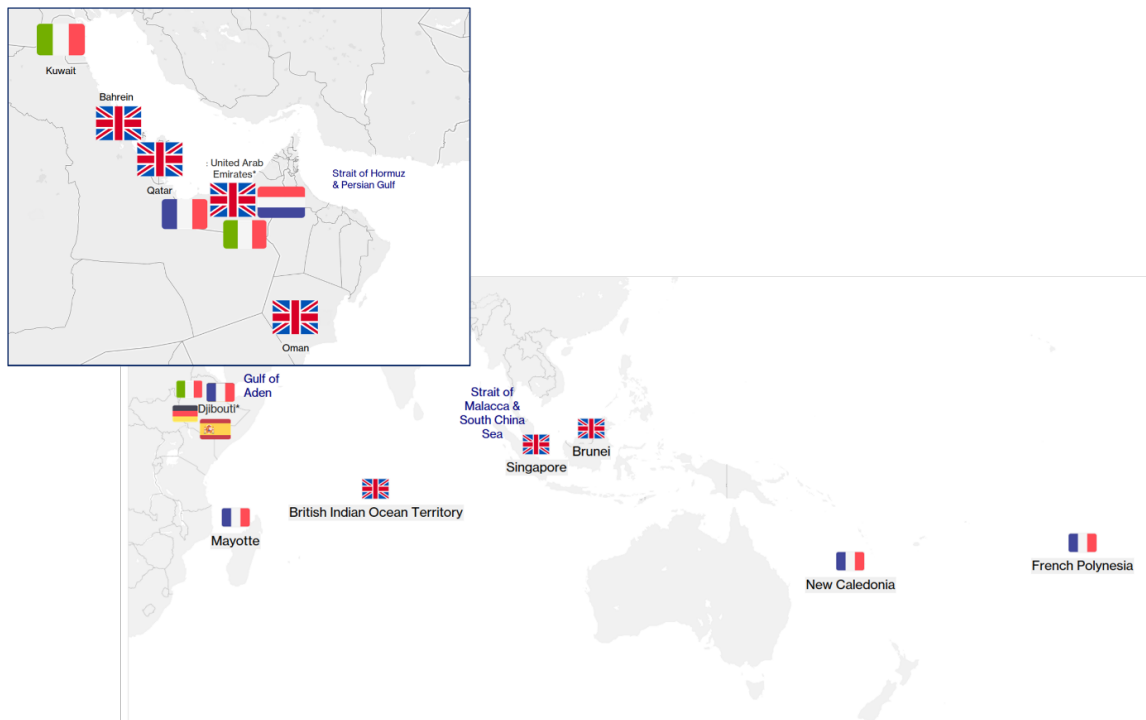 Kuwait
Bahrein
Qatar
: United Arab
Emirates*
Strait of Hormuz
& Persian Gulf
Oman
Gulf of
Aden
Djibouti*
Strait of
Malacca &
South China
Sea
Singapore
Brunei
British Indian Ocean Territory
Mayotte
New Caledonia
French Polynesia